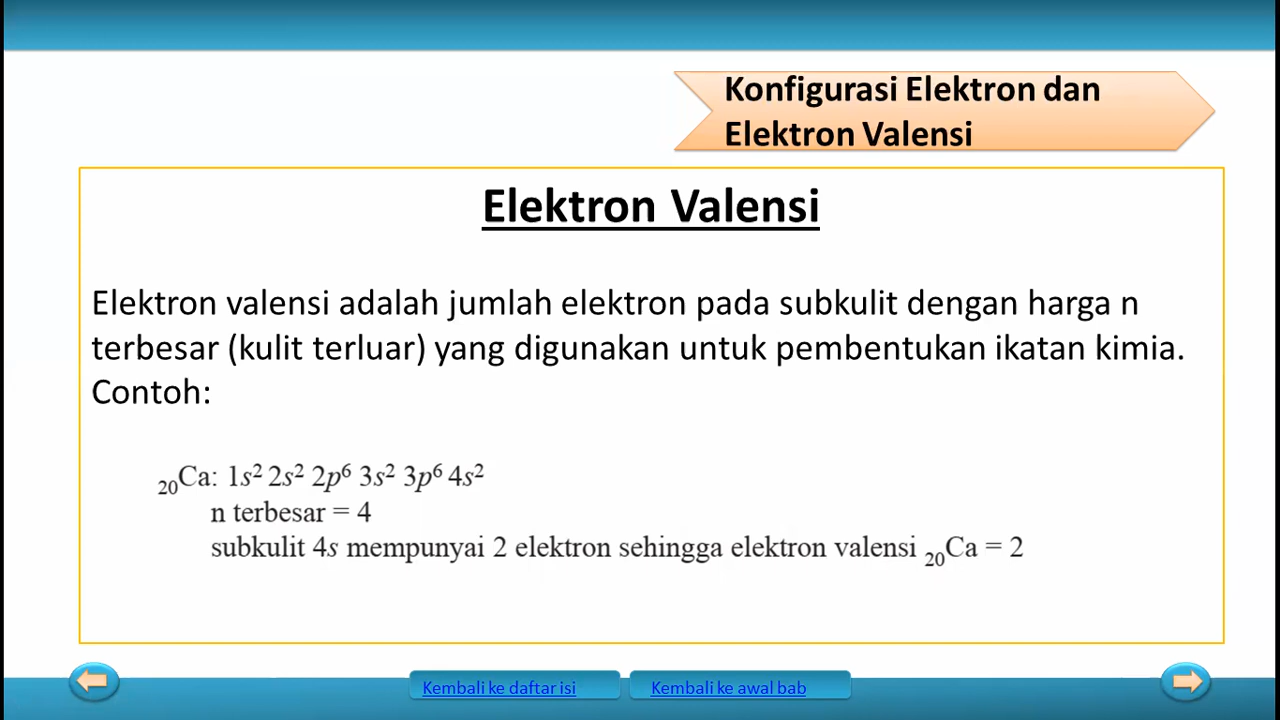 Konfigurasi Elektron dan
Elektron Valensi
Elektron Valensi
Elektron valensi adalah jumlah elektron pada subkulit dengan harga n
terbesar (kulit terluar) yang digunakan untuk pembentukan ikatan kimia.
Contoh:
₂₀Ca: 1s² 2s² 2p⁶ 3s² 3p⁶ 4s²
n terbesar = 4
subkulit 4s mempunyai 2 elektron sehingga elektron valensi ₂₀Ca = 2
Kembali ke daftar isi
Kembali ke awal bab